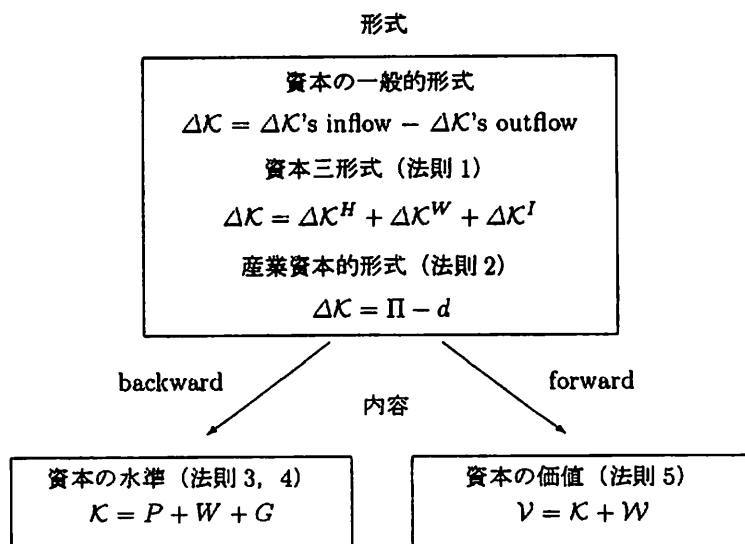 形式
資本の一般的形式
ΔK = ΔK's inflow − ΔK's outflow
資本三形式（法則 1）
ΔK = ΔK^H + ΔK^W + ΔK^I
産業資本的形式（法則 2）
ΔK = Π − d
backward
forward
内容
資本の水準（法則 3，4）
K = P + W + G
資本の価値（法則 5）
V = K + W